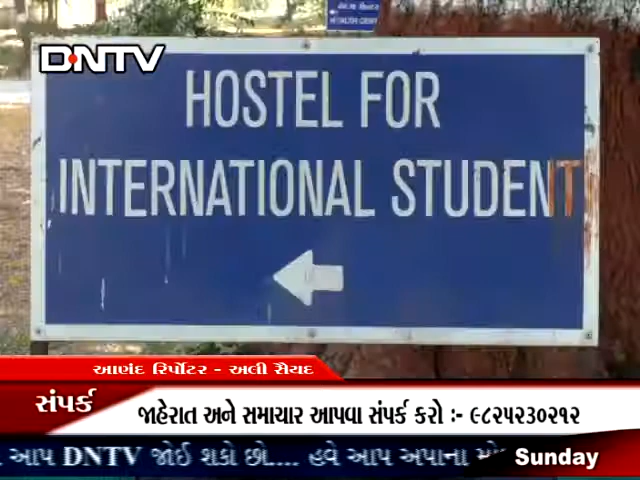 DNTV
HOSTEL FOR
INTERNATIONAL STUDENT
આણંદ રિર્પોટર - અલી સૈયદ
સંપર્ક
જાહેરાત અને સમાચાર આપવા સંપર્ક કરો :- ૯૮૨૫૨૩૦૨૧૨
આપ DNTV જોઈ શકો છો.... હવે આપ અપાના
Sunday